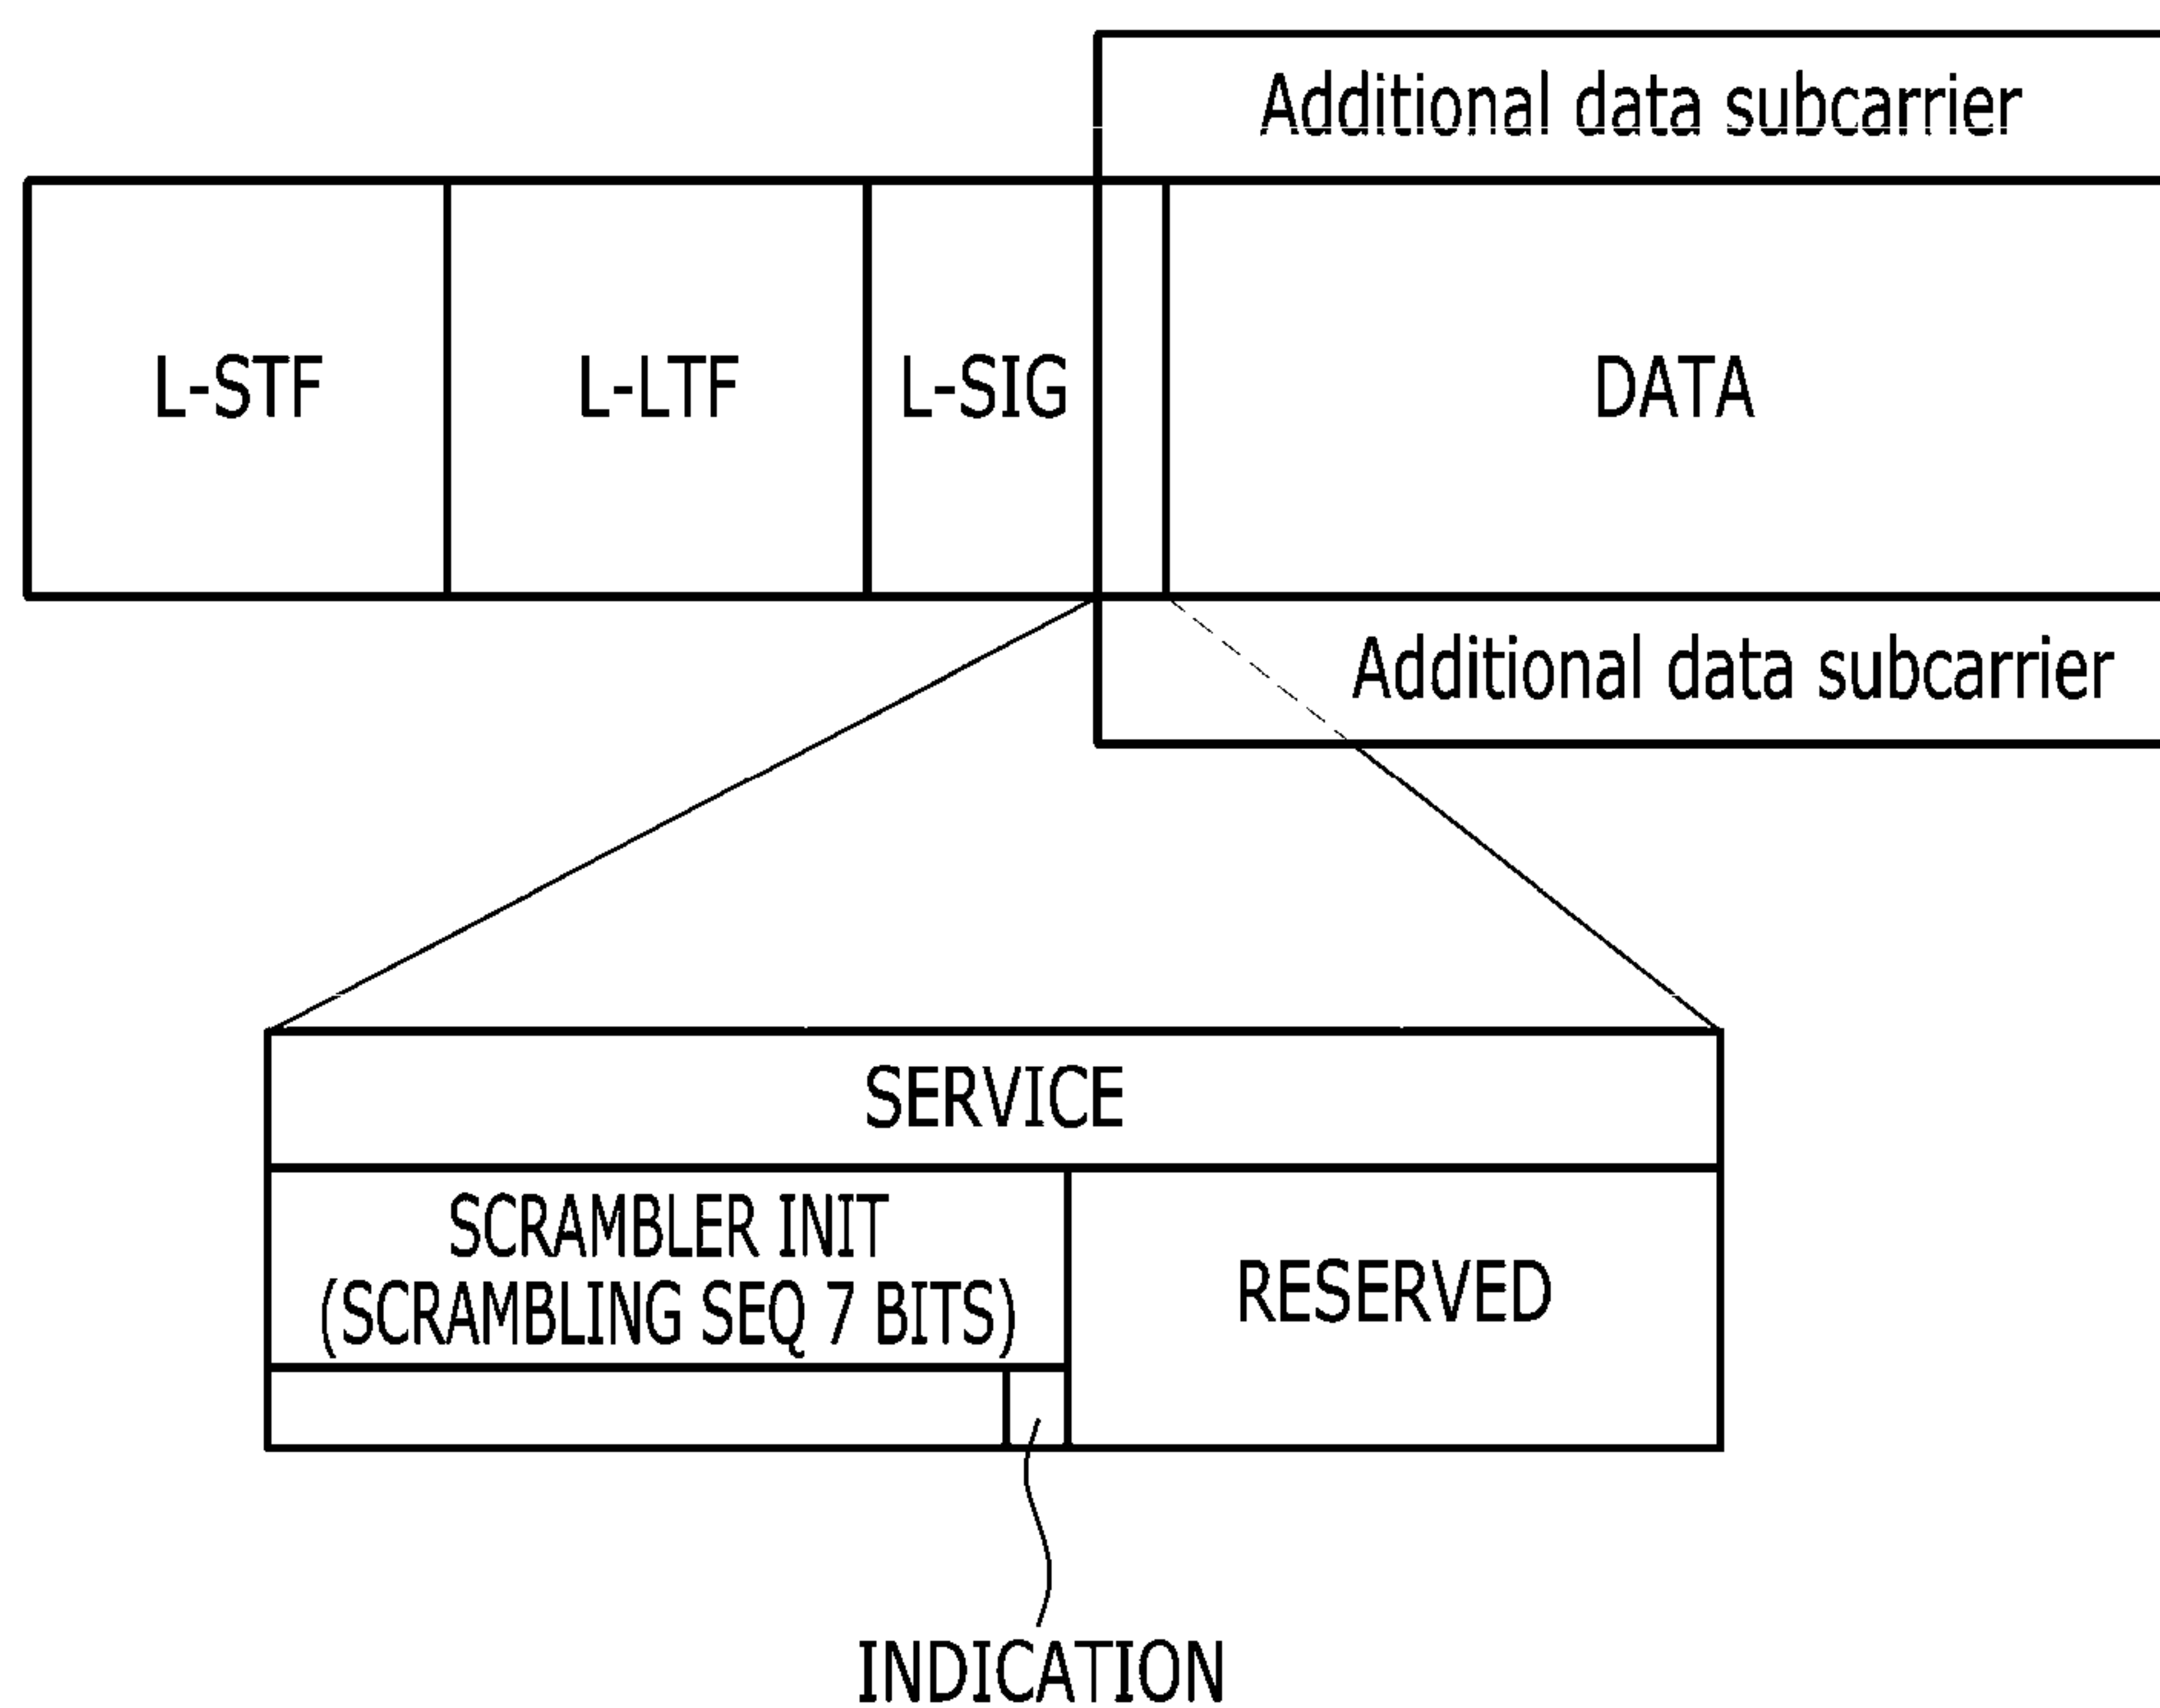 Additional data subcarrier
L-STF
L-LTF
L-SIG
DATA
Additional data subcarrier
SERVICE
SCRAMBLER INIT
(SCRAMBLING SEQ 7 BITS)
RESERVED
INDICATION